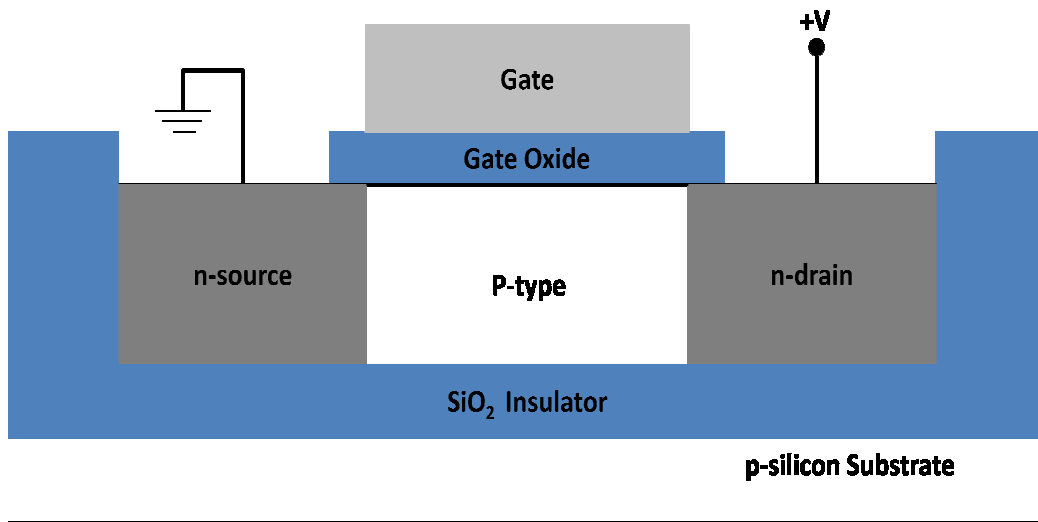 +V
Gate
Gate Oxide
n-source
P-type
n-drain
SiO₂ Insulator
p-silicon Substrate